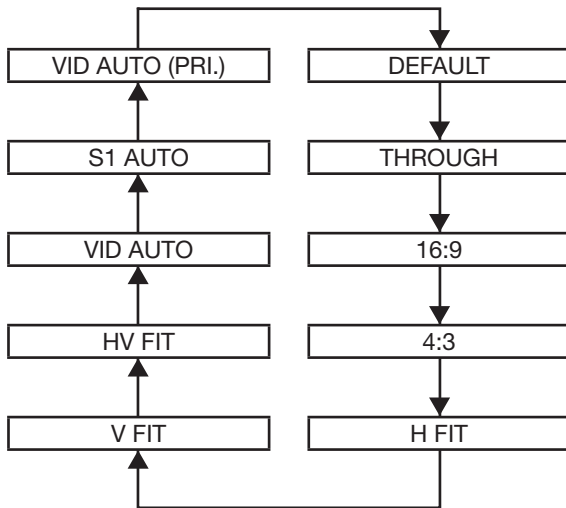 VID AUTO (PRI.)
DEFAULT
S1 AUTO
THROUGH
VID AUTO
16:9
HV FIT
4:3
V FIT
H FIT